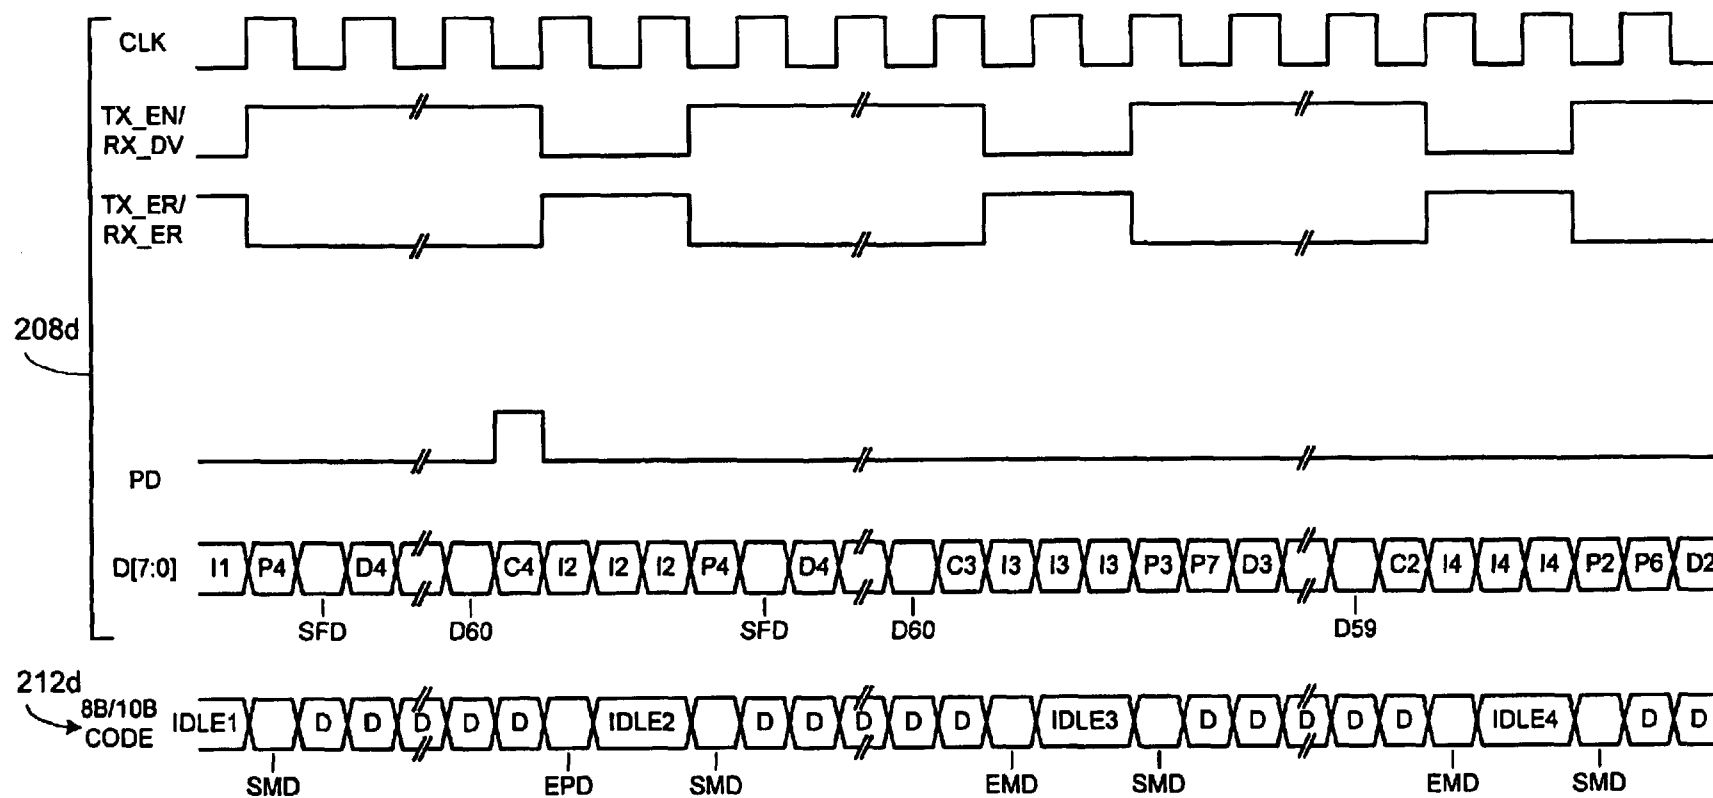 CLK
TX_EN/
RX_DV
TX_ER/
RX_ER
208d
PD
D[7:0] I1 P4 D4 C4 I2 I2 I2 P4 D4 C3 I3 I3 I3 P3 P7 D3 C2 I4 I4 I4 P2 P6 D2
SFD D60 SFD D60 D59
212d
8B/10B
CODE
IDLE1 D D D D D IDLE2 D D D D D IDLE3 D D D D D IDLE4 D D
SMD EPD SMD EMD SMD EMD SMD